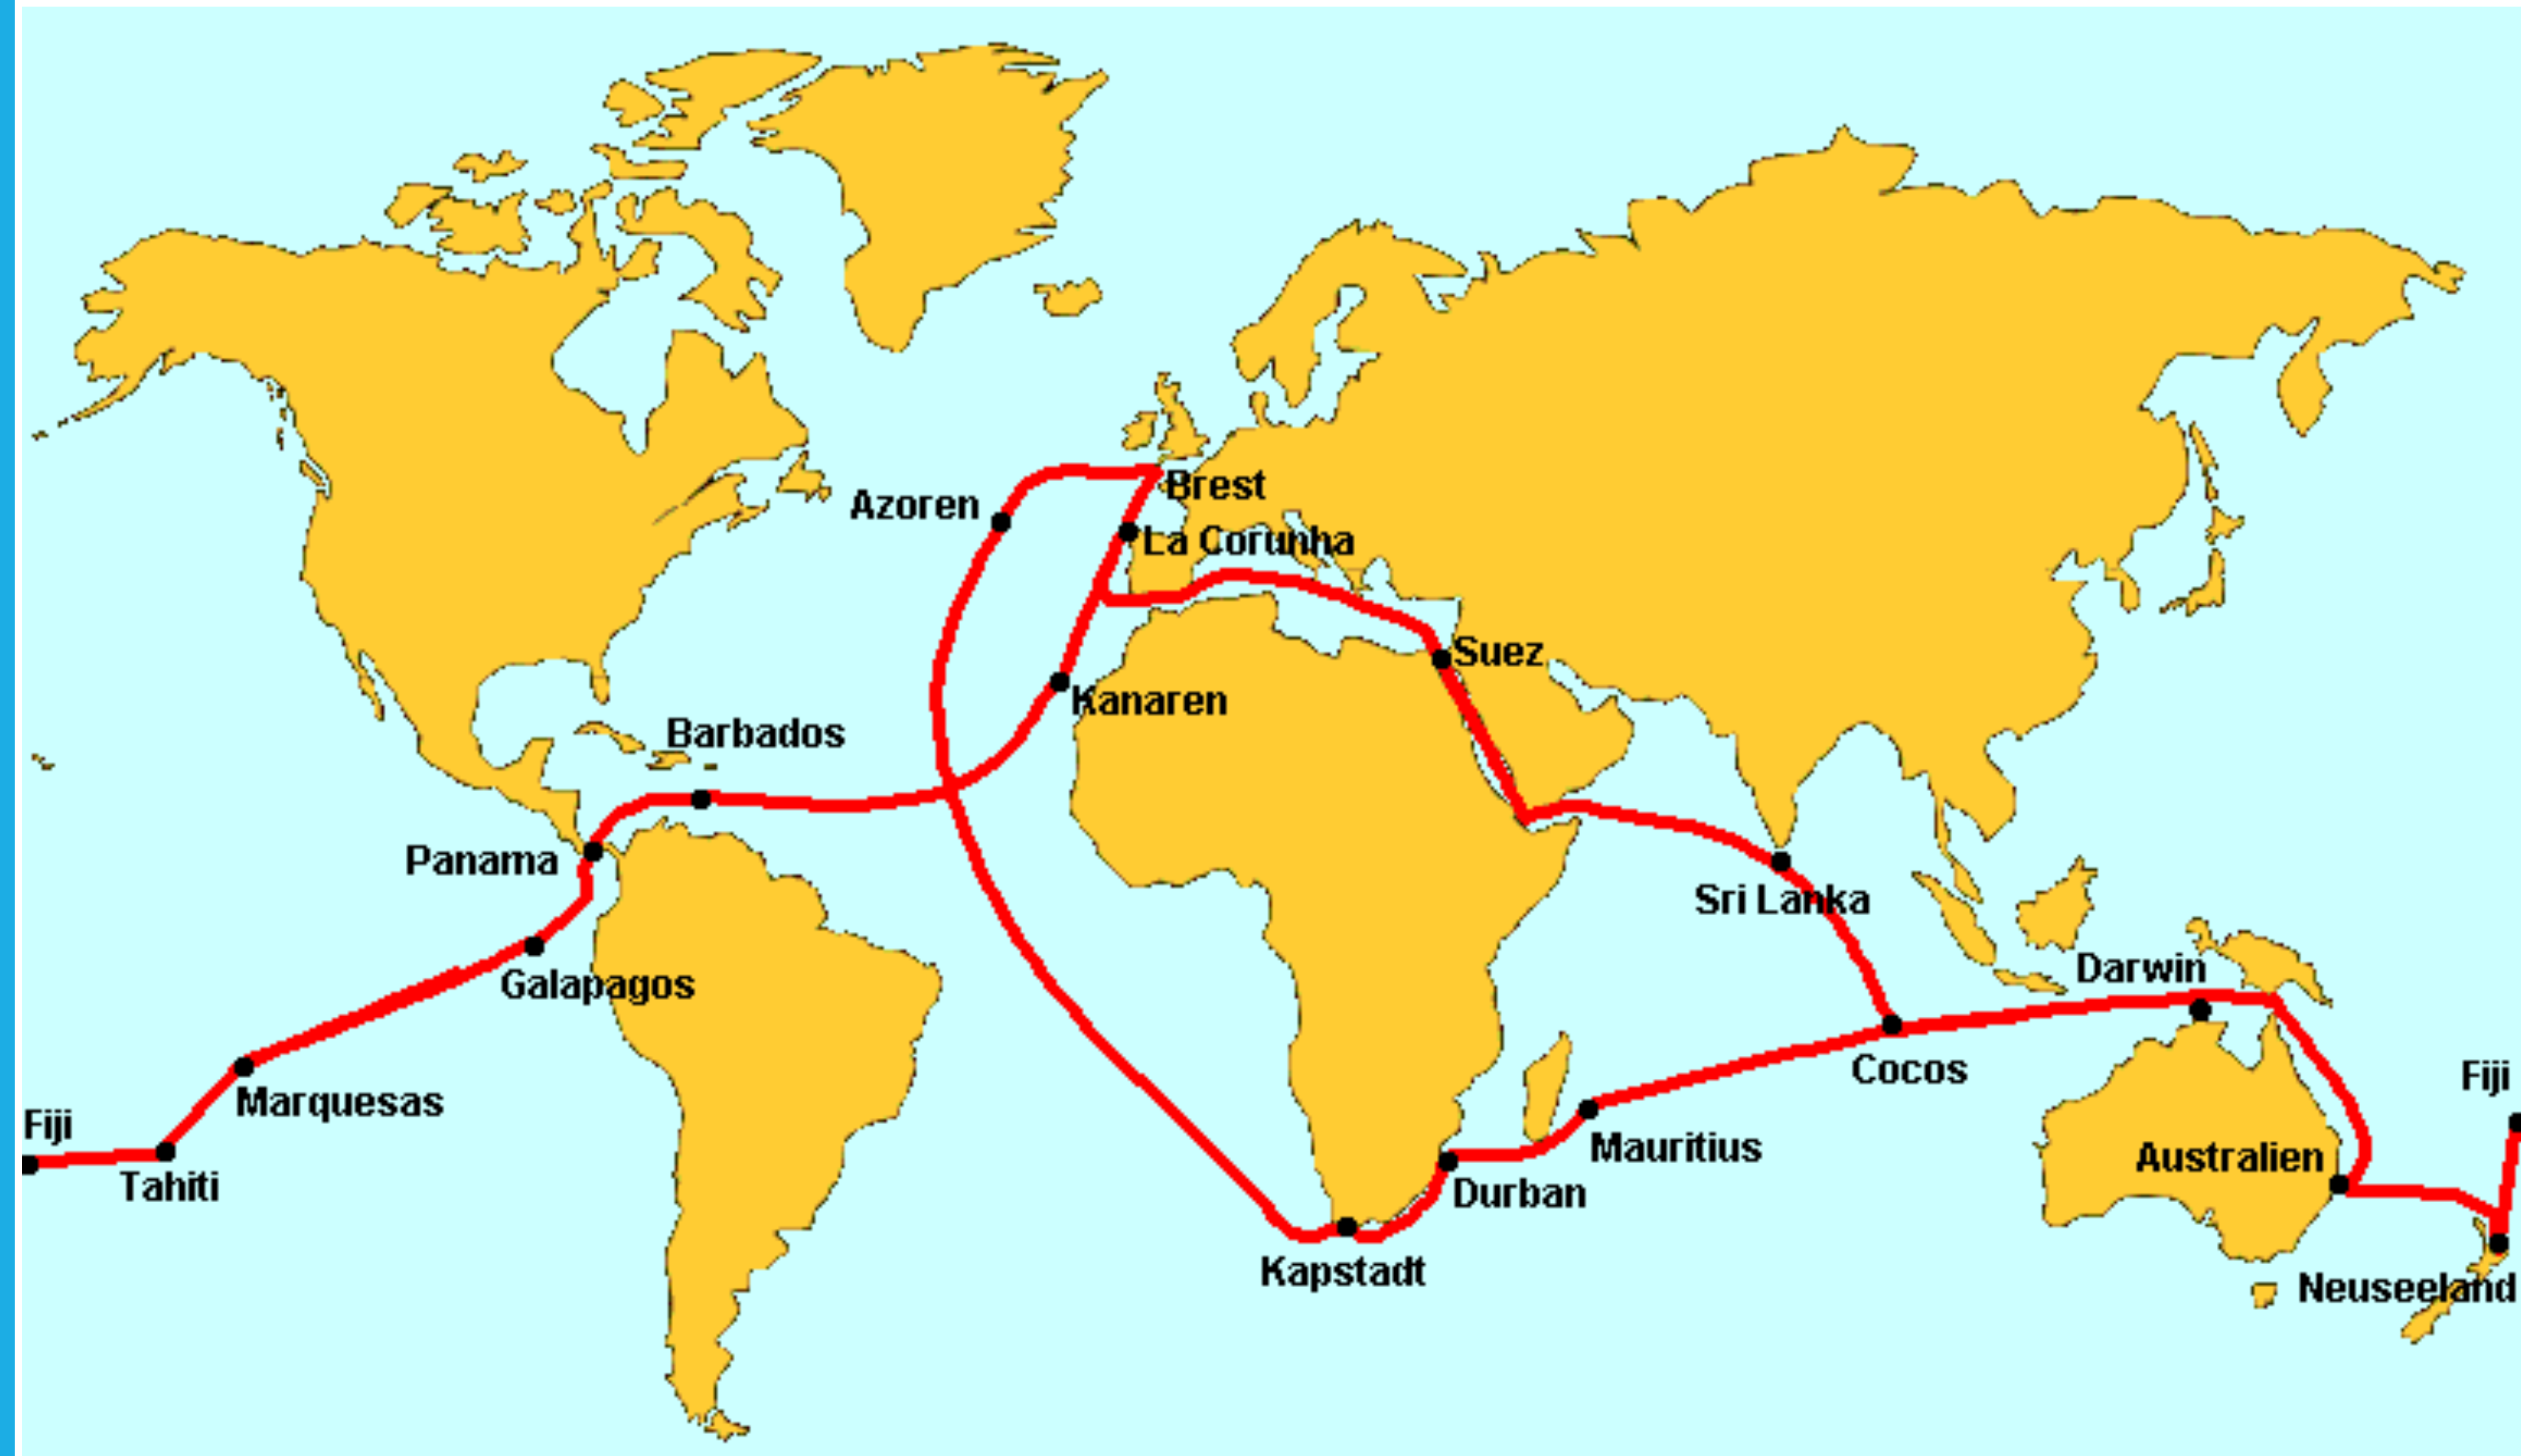 Brest
Azoren
La Corunha
Suez
Kanaren
Barbados
Panama
Sri Lanka
Darwin
Galapagos
Cocos
Fiji
Marquesas
Fiji
Mauritius
Australien
Tahiti
Durban
Kapstadt
Neuseeland